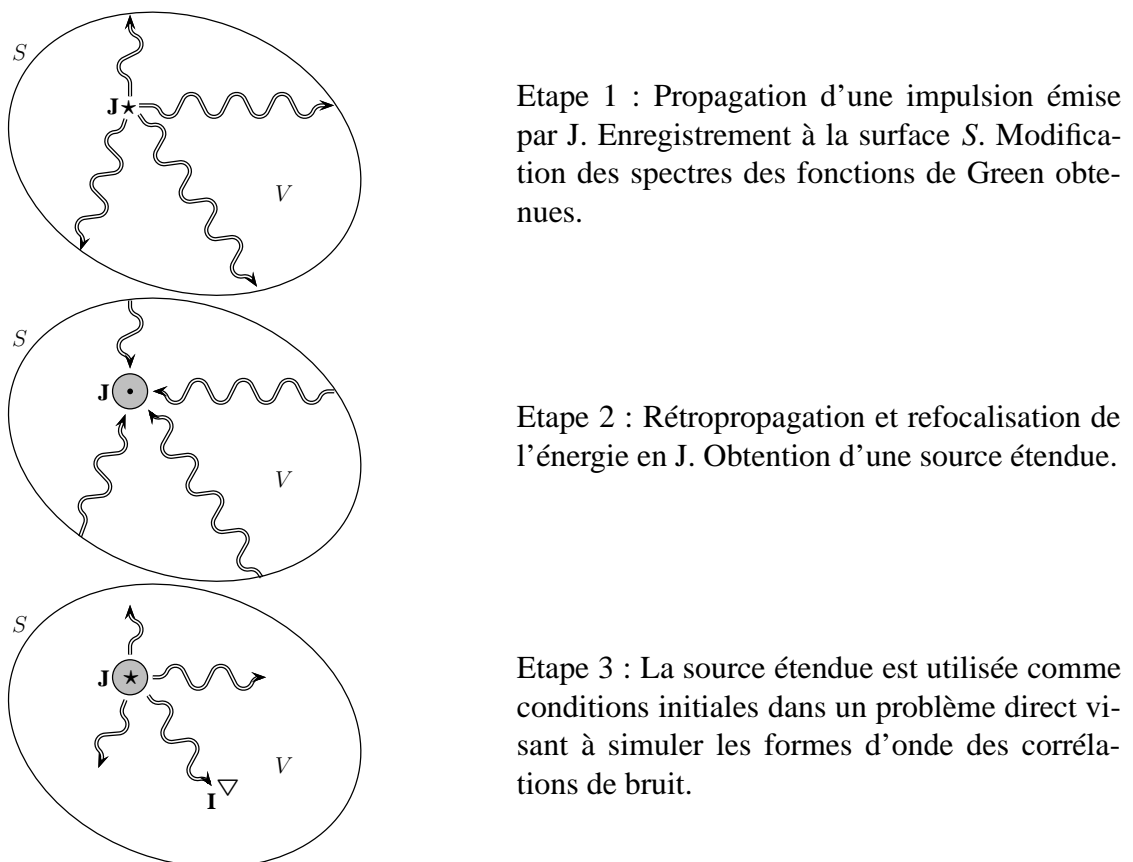 S
J
V
Etape 1 : Propagation d'une impulsion émise
par J. Enregistrement à la surface S. Modifica-
tion des spectres des fonctions de Green obte-
nues.
S
J
V
Etape 2 : Rétropropagation et refocalisation de
l'énergie en J. Obtention d'une source étendue.
S
J
V
I
Etape 3 : La source étendue est utilisée comme
conditions initiales dans un problème direct vi-
sant à simuler les formes d'onde des corréla-
tions de bruit.